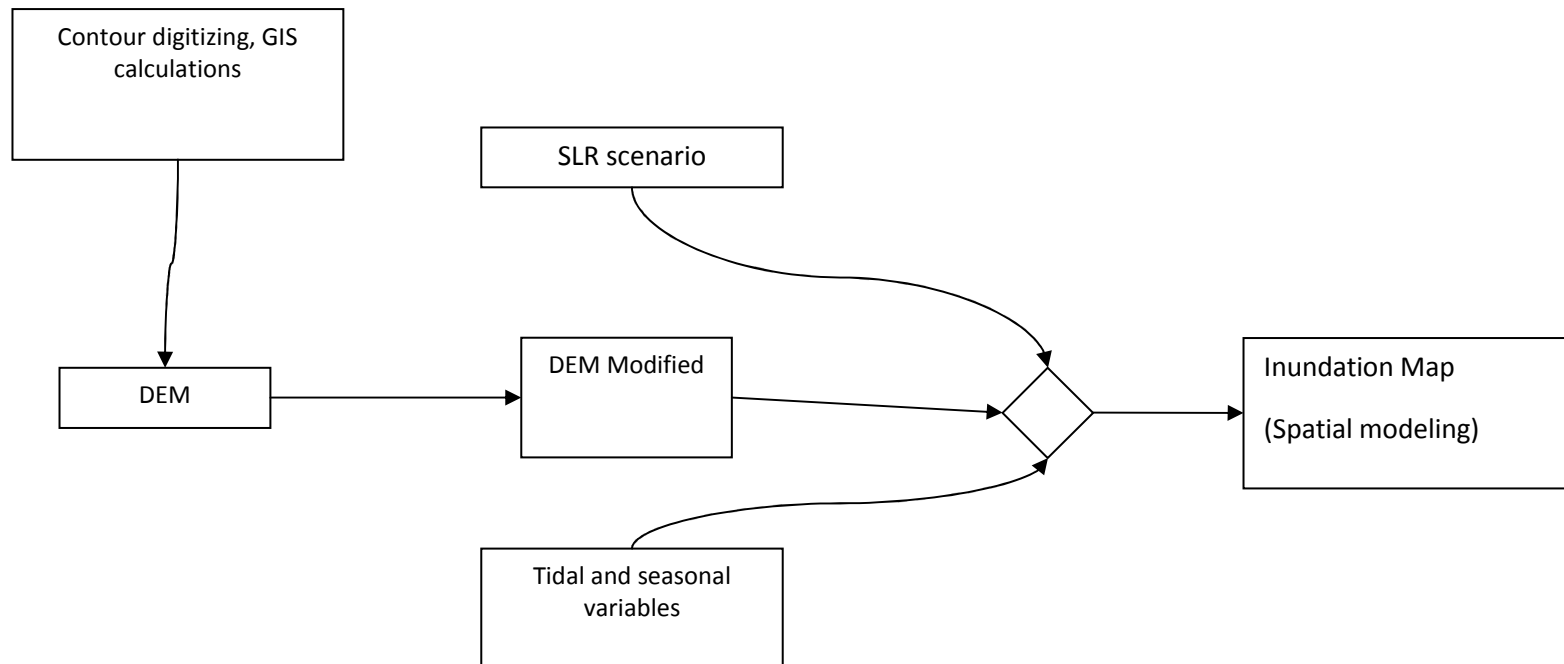 Contour digitizing, GIS
calculations
SLR scenario
DEM
DEM Modified
Inundation Map
(Spatial modeling)
Tidal and seasonal
variables